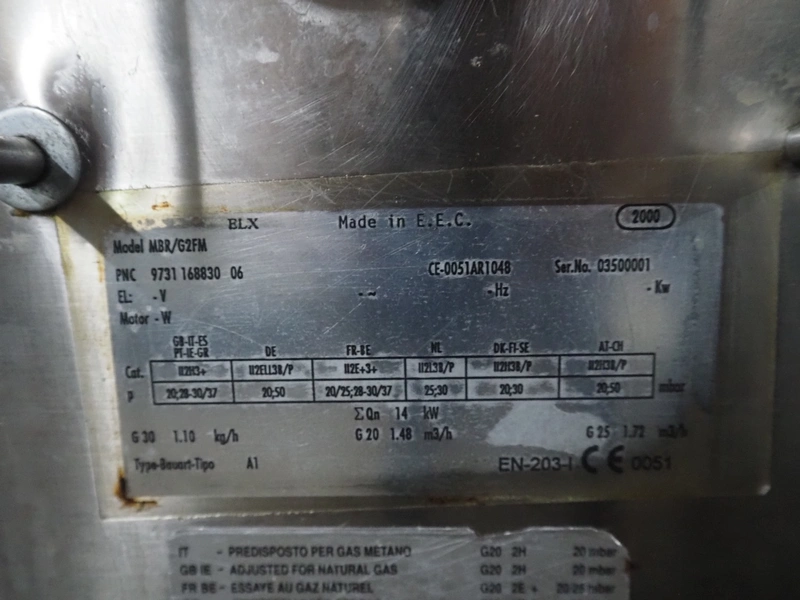 BLX Made in E.E.C. 2000
Model MBR/G2FM
PNC 9731 168830 06 CE-0051AR1048 Ser.No. 03500001
EL: -V -~ -Hz -Kw
Motor -W
GB-IT-ES
PT-IE-GR DE FR-BE NL DK-FI-SE AT-CH
Cat. II2H3+ II2ELL3B/P II2E+3+ II2L3B/P II2H3B/P II2H3B/P
p 20;28-30/37 20;50 20/25;28-30/37 25;30 20;30 20;50 mbar
ΣQn 14 kW
G 30 1.10 kg/h G 20 1.48 m3/h G 25 1.72 m3/h
Type-Bauart-Tipo A1 EN-203-I CE 0051
IT - PREDISPOSTO PER GAS METANO G20 2H 20 mbar
GB IE - ADJUSTED FOR NATURAL GAS G20 2H 20 mbar
FR BE - ESSAYE AU GAZ NATUREL G20 2E + 20/25 mbar